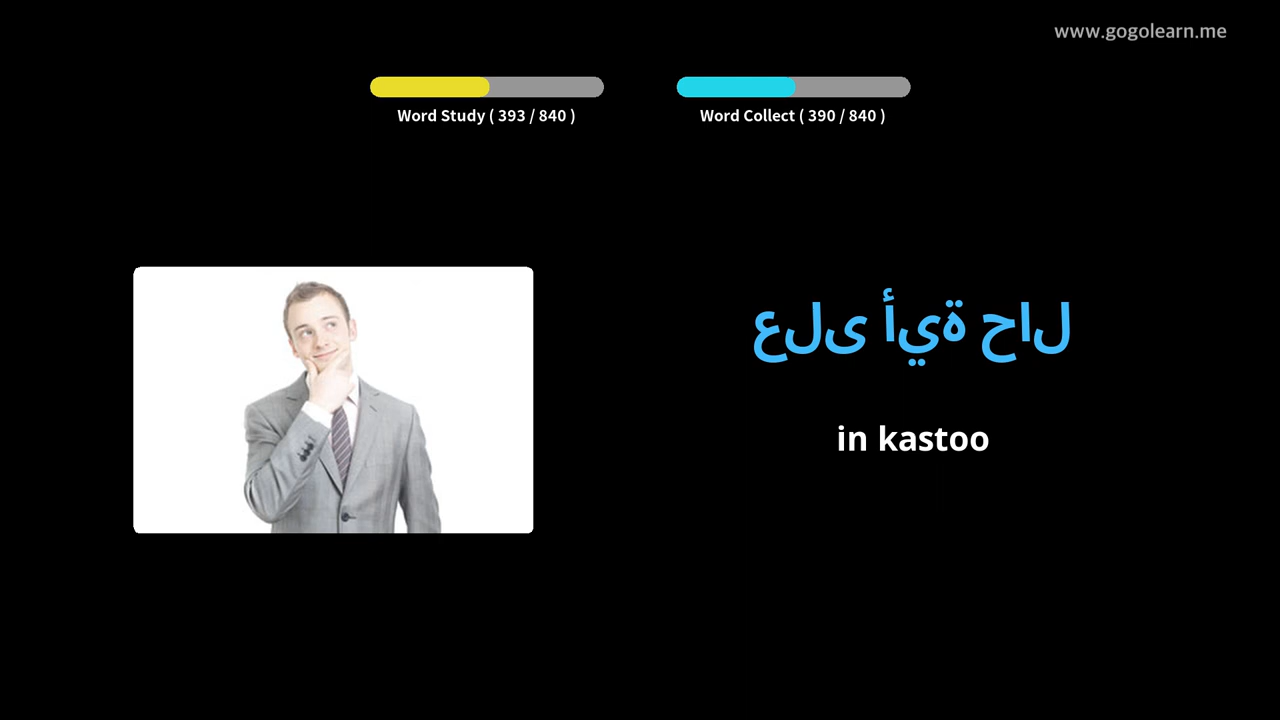 www.gogolearn.me
Word Study ( 393 / 840 )
Word Collect ( 390 / 840 )
على أية حال
in kastoo